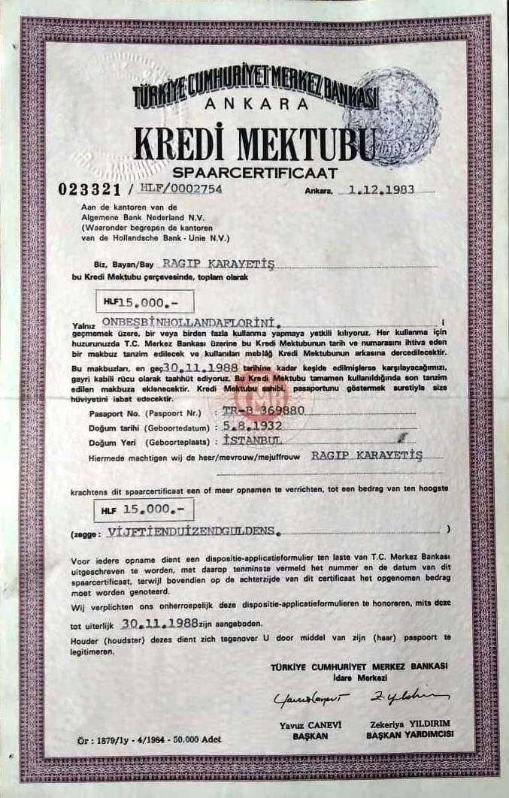 TÜRKİYE CUMHURİYET MERKEZ BANKASI
ANKARA
KREDİ MEKTUBU
SPAARCERTIFICAAT
023321 / HLF/0002754 Ankara, 1.12.1983
Aan de kantoren van de
Algemene Bank Nederland N.V.
(Waaronder begrepen de kantoren
van de Hollandsche Bank - Unie N.V.)
Biz, Bayan/Bay RAGIP KARAYETİŞ
bu Kredi Mektubu çerçevesinde, toplam olarak
HLF 15.000.-
Yalnız ONBEŞBİNHOLLANDAFLORİNİ. (
geçmemek üzere, bir veya birden fazla kullanma yapmaya yetkili kılıyoruz. Her kullanma için
huzurunuzda T.C. Merkez Bankası üzerine bu Kredi Mektubunun tarih ve numarasını ihtiva eden
bir makbuz tanzim edilecek ve kullanılan meblâğ Kredi Mektubunun arkasına dercedilecektir.
Bu makbuzları, en geç 30.11.1988 tarihine kadar keşide edilmişlerse karşılayacağımızı,
gayri kabili rücu olarak taahhüt ediyoruz. Bu Kredi Mektubu tamamen kullanıldığında son tanzim
edilen makbuza eklenecektir. Kredi Mektubu sahibi, pasaportunu göstermek suretiyle size
hüviyetini isbat edecektir.
Pasaport No. (Paspoort Nr.) : TR-B 369880
Doğum tarihi (Geboortedatum) : 5.8.1932
Doğum Yeri (Geboorteplaats) : İSTANBUL
Hiermede machtigen wij de heer/mevrouw/mejuffrouw RAGIP KARAYETİŞ
krachtens dit spaarcertificaat een of meer opnamen te verrichten, tot een bedrag van ten hoogste
HLF 15.000.-
(zegge : VIJFTIENDUIZENDGULDENS. )
Voor iedere opname dient een dispositie-applicatieformulier ten laste van T.C. Merkez Bankası
uitgeschreven te worden, met daarop tenminste vermeld het nummer en de datum van dit
spaarcertificaat, terwijl bovendien op de achterzijde van dit certificaat het opgenomen bedrag
moet worden genoteerd.
Wij verplichten ons onherroepelijk deze dispositie-applicatieformulieren te honoreren, mits deze
tot uiterlijk 30.11.1988 zijn aangeboden.
Houder (houdster) dezes dient zich tegenover U door middel van zijn (haar) paspoort te
legitimeren.
TÜRKİYE CUMHURİYET MERKEZ BANKASI
İdare Merkezi
Yavuz CANEVİ Zekeriya YILDIRIM
BAŞKAN BAŞKAN YARDIMCISI
Ör : 1879/1y - 4/1984 - 50.000 Adet